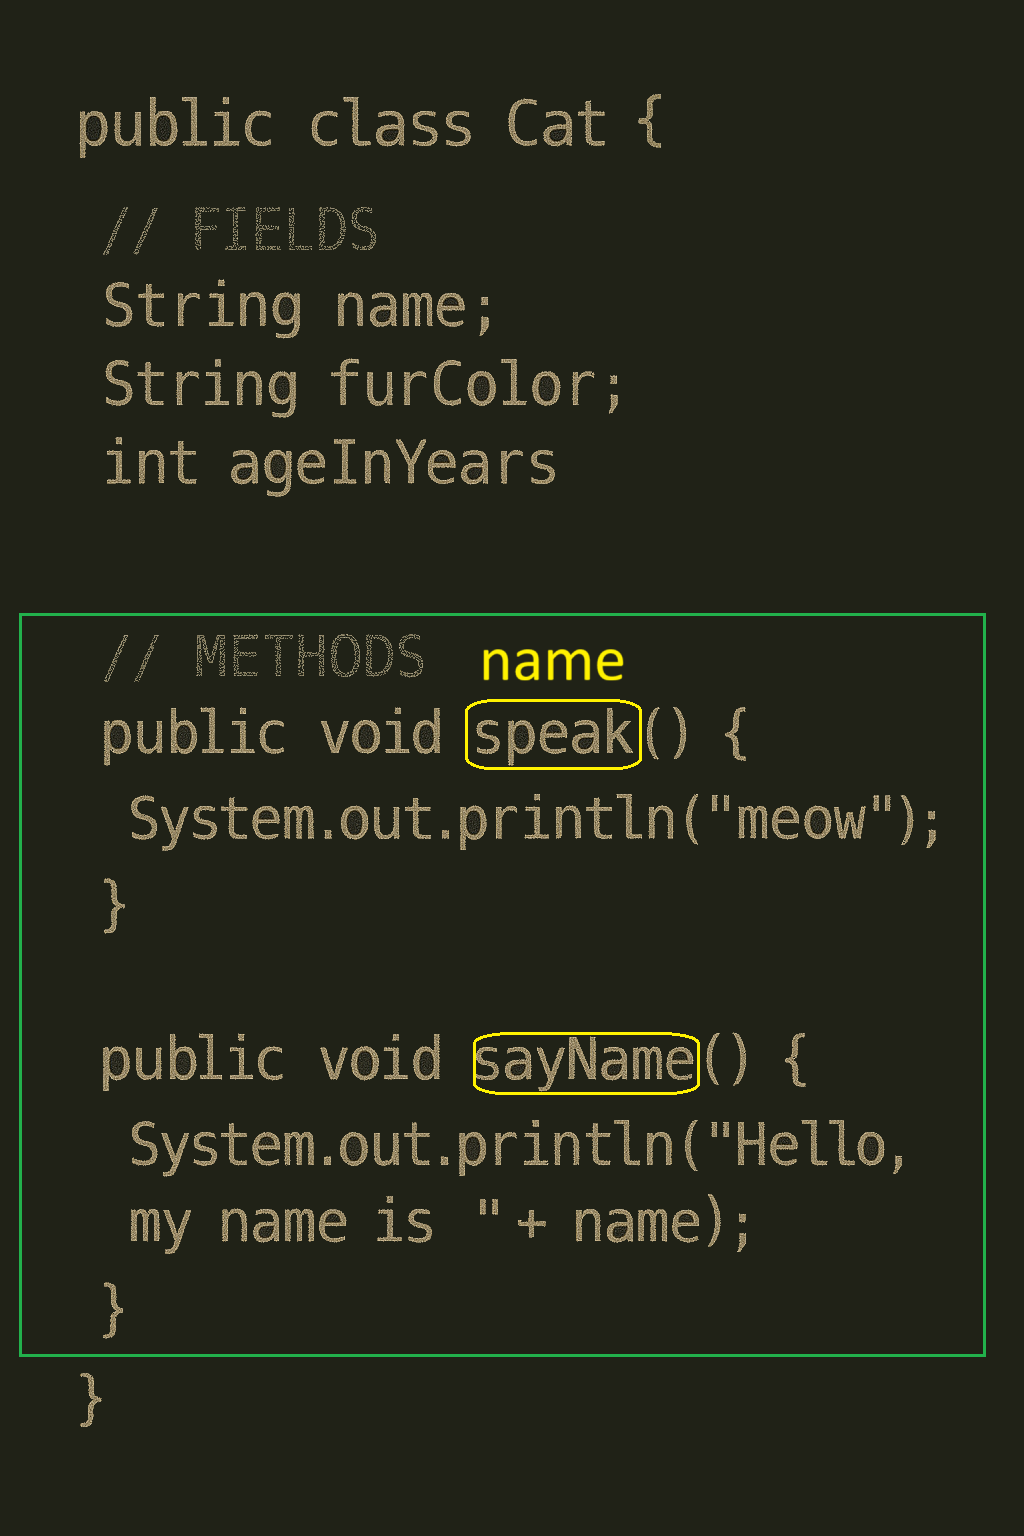 public class Cat {
// FIELDS
String name;
String furColor;
int ageInYears
// METHODS name
public void speak() {
System.out.println("meow");
}
public void sayName() {
System.out.println("Hello,
my name is "+ name);
}
}